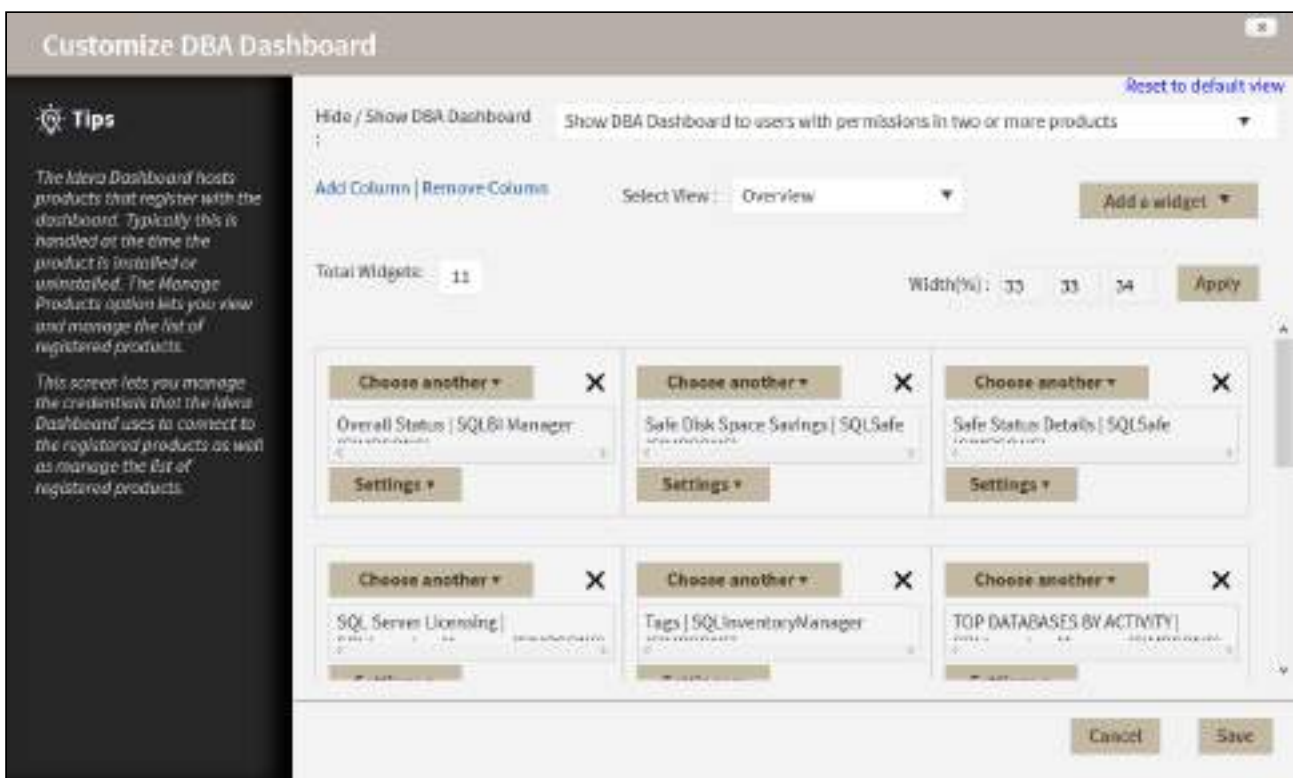 Customize DBA Dashboard
x
Reset to default view
Tips
The Idera Dashboard hosts
products that register with the
dashboard. Typically this is
handled at the time the
product is installed or
uninstalled. The Manage
Products option lets you view
and manage the list of
registered products.
This screen lets you manage
the credentials that the Idera
Dashboard uses to connect to
the registered products as well
as manage the list of
registered products.
Hide / Show DBA Dashboard
:
Show DBA Dashboard to users with permissions in two or more products
Add Column | Remove Column
Select View :
Overview
Add a widget
Total Widgets:
11
Width(%) : 33 33 34
Apply
Choose another
Choose another
Choose another
Overall Status | SQLBI Manager
Safe Disk Space Savings | SQLSafe
Safe Status Details | SQLSafe
Settings
Settings
Settings
Choose another
Choose another
Choose another
SQL Server Licensing |
Tags | SQLInventoryManager
TOP DATABASES BY ACTIVITY |
Cancel
Save